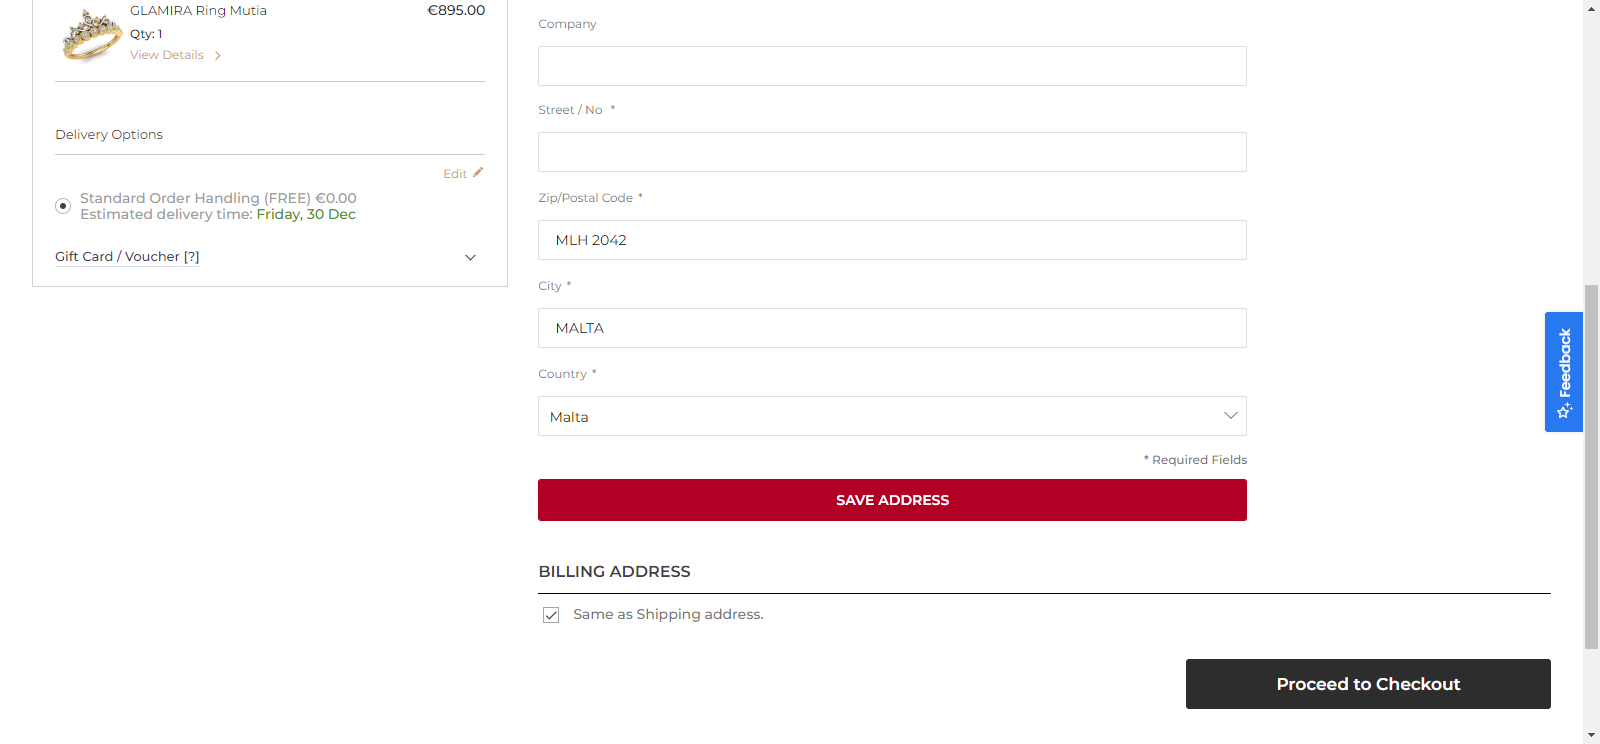 GLAMIRA Ring Mutia
€895.00
Qty: 1
View Details
Delivery Options
Edit
Standard Order Handling (FREE) €0.00
Estimated delivery time: Friday, 30 Dec
Gift Card / Voucher [?]
Company
Street / No *
Zip/Postal Code *
MLH 2042
City *
MALTA
Country *
Malta
* Required Fields
SAVE ADDRESS
BILLING ADDRESS
Same as Shipping address.
Proceed to Checkout
Feedback